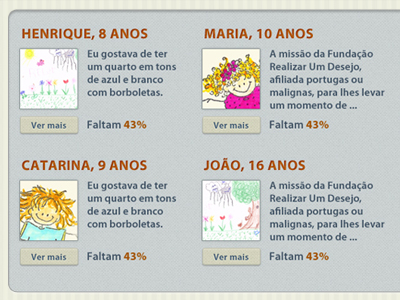 HENRIQUE, 8 ANOS
Eu gostava de ter
um quarto em tons
de azul e branco
com borboletas.
Ver mais
Faltam 43%
MARIA, 10 ANOS
A missão da Fundação
Realizar Um Desejo,
afiliada portugas ou
malignas, para lhes levar
um momento de ...
Ver mais
Faltam 43%
CATARINA, 9 ANOS
Eu gostava de ter
um quarto em tons
de azul e branco
com borboletas.
Ver mais
Faltam 43%
JOÃO, 16 ANOS
A missão da Fundação
Realizar Um Desejo,
afiliada portugas ou
malignas, para lhes levar
um momento de ...
Ver mais
Faltam 43%